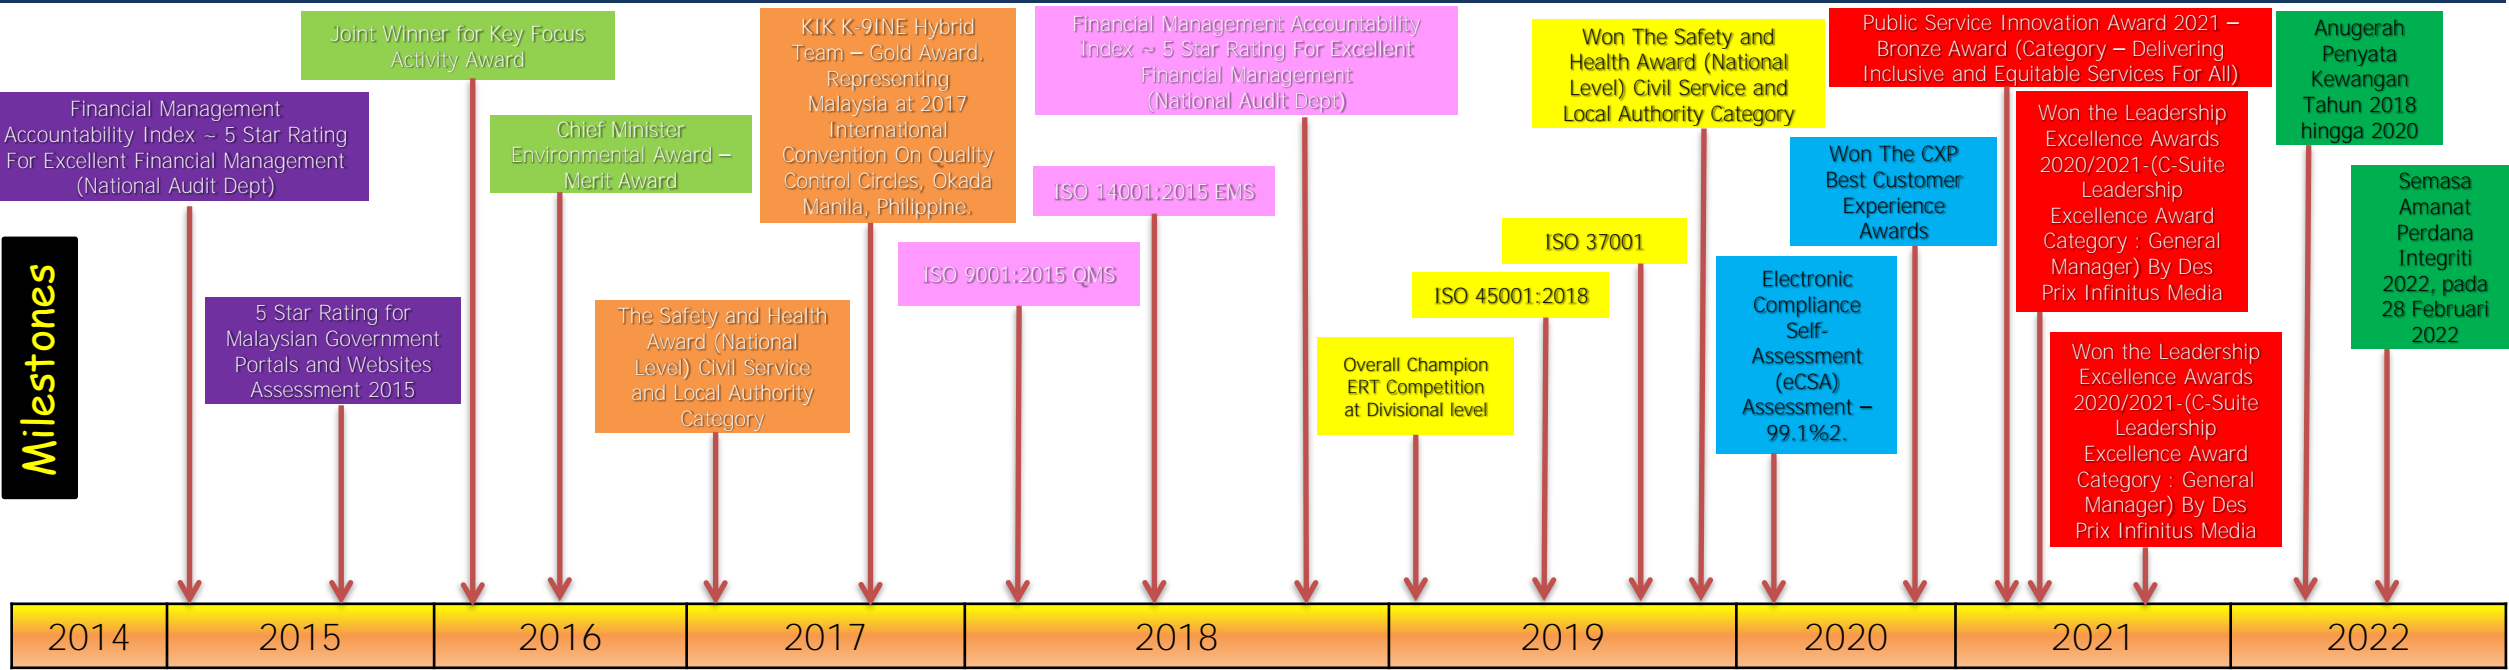 Milestones
Financial Management
Accountability Index ~ 5 Star Rating
For Excellent Financial Management
(National Audit Dept)
5 Star Rating for
Malaysian Government
Portals and Websites
Assessment 2015
Joint Winner for Key Focus
Activity Award
Chief Minister
Environmental Award –
Merit Award
The Safety and Health
Award (National
Level) Civil Service
and Local Authority
Category
KIK K-9INE Hybrid
Team – Gold Award.
Representing
Malaysia at 2017
International
Convention On Quality
Control Circles, Okada
Manila, Philippine.
ISO 9001:2015 QMS
ISO 14001:2015 EMS
Financial Management Accountability
Index ~ 5 Star Rating For Excellent
Financial Management
(National Audit Dept)
Overall Champion
ERT Competition
at Divisional level
ISO 45001:2018
ISO 37001
Won The Safety and
Health Award (National
Level) Civil Service and
Local Authority Category
Electronic
Compliance
Self-
Assessment
(eCSA)
Assessment –
99.1%2.
Won The CXP
Best Customer
Experience
Awards
Public Service Innovation Award 2021 –
Bronze Award (Category – Delivering
Inclusive and Equitable Services For All)
Won the Leadership
Excellence Awards
2020/2021-(C-Suite
Leadership
Excellence Award
Category : General
Manager) By Des
Prix Infinitus Media
Won the Leadership
Excellence Awards
2020/2021-(C-Suite
Leadership
Excellence Award
Category : General
Manager) By Des
Prix Infinitus Media
Anugerah
Penyata
Kewangan
Tahun 2018
hingga 2020
Semasa
Amanat
Perdana
Integriti
2022, pada
28 Februari
2022
2014
2015
2016
2017
2018
2019
2020
2021
2022